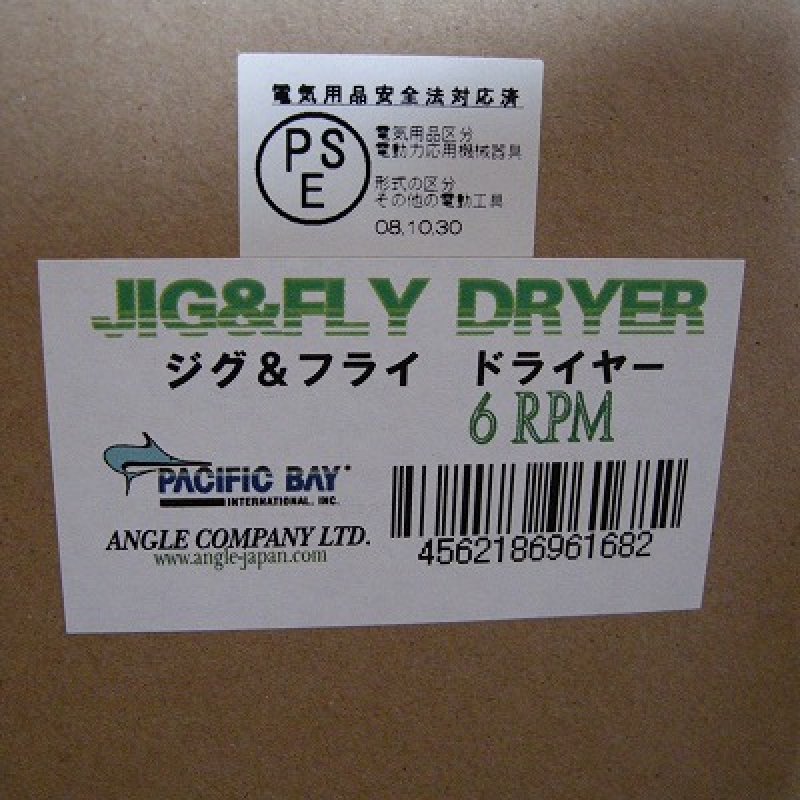 電気用品安全法対応済
PSE
電気用品区分
電動力応用機械器具
形式の区分
その他の電動工具
08.10.30
JIG&FLY DRYER
ジグ&フライ ドライヤー
6 RPM
PACIFIC BAY
INTERNATIONAL, INC.
ANGLE COMPANY LTD.
www.angle-japan.com
4562186961682